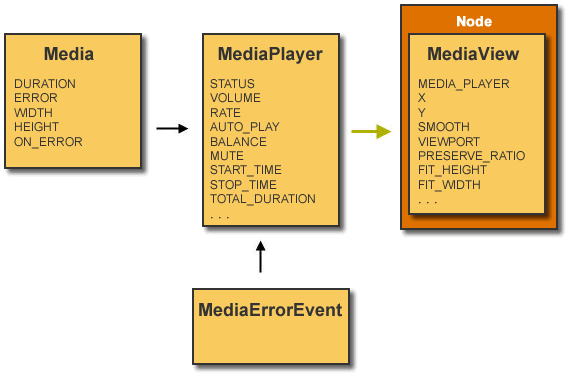 Media
DURATION
ERROR
WIDTH
HEIGHT
ON_ERROR
MediaPlayer
STATUS
VOLUME
RATE
AUTO_PLAY
BALANCE
MUTE
START_TIME
STOP_TIME
TOTAL_DURATION
. . .
Node
MediaView
MEDIA_PLAYER
X
Y
SMOOTH
VIEWPORT
PRESERVE_RATIO
FIT_HEIGHT
FIT_WIDTH
. . .
MediaErrorEvent